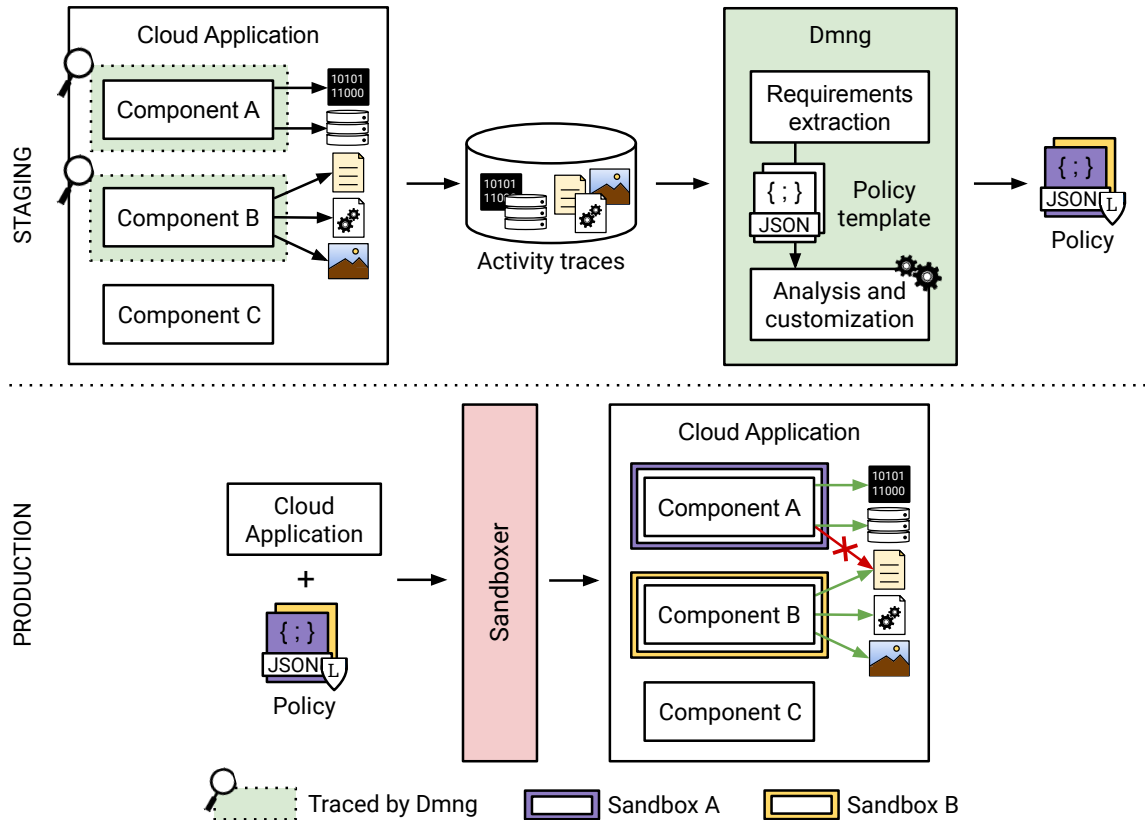 STAGING
Cloud Application
Component A
10101
11000
Component B
Component C
10101
11000
Activity traces
Dmng
Requirements
extraction
{ ; }
JSON
Policy
template
Analysis and
customization
{ ; }
JSON
L
Policy
PRODUCTION
Cloud
Application
+
{ ; }
JSON
L
Policy
Sandboxer
Cloud Application
Component A
10101
11000
Component B
Component C
Traced by Dmng
Sandbox A
Sandbox B